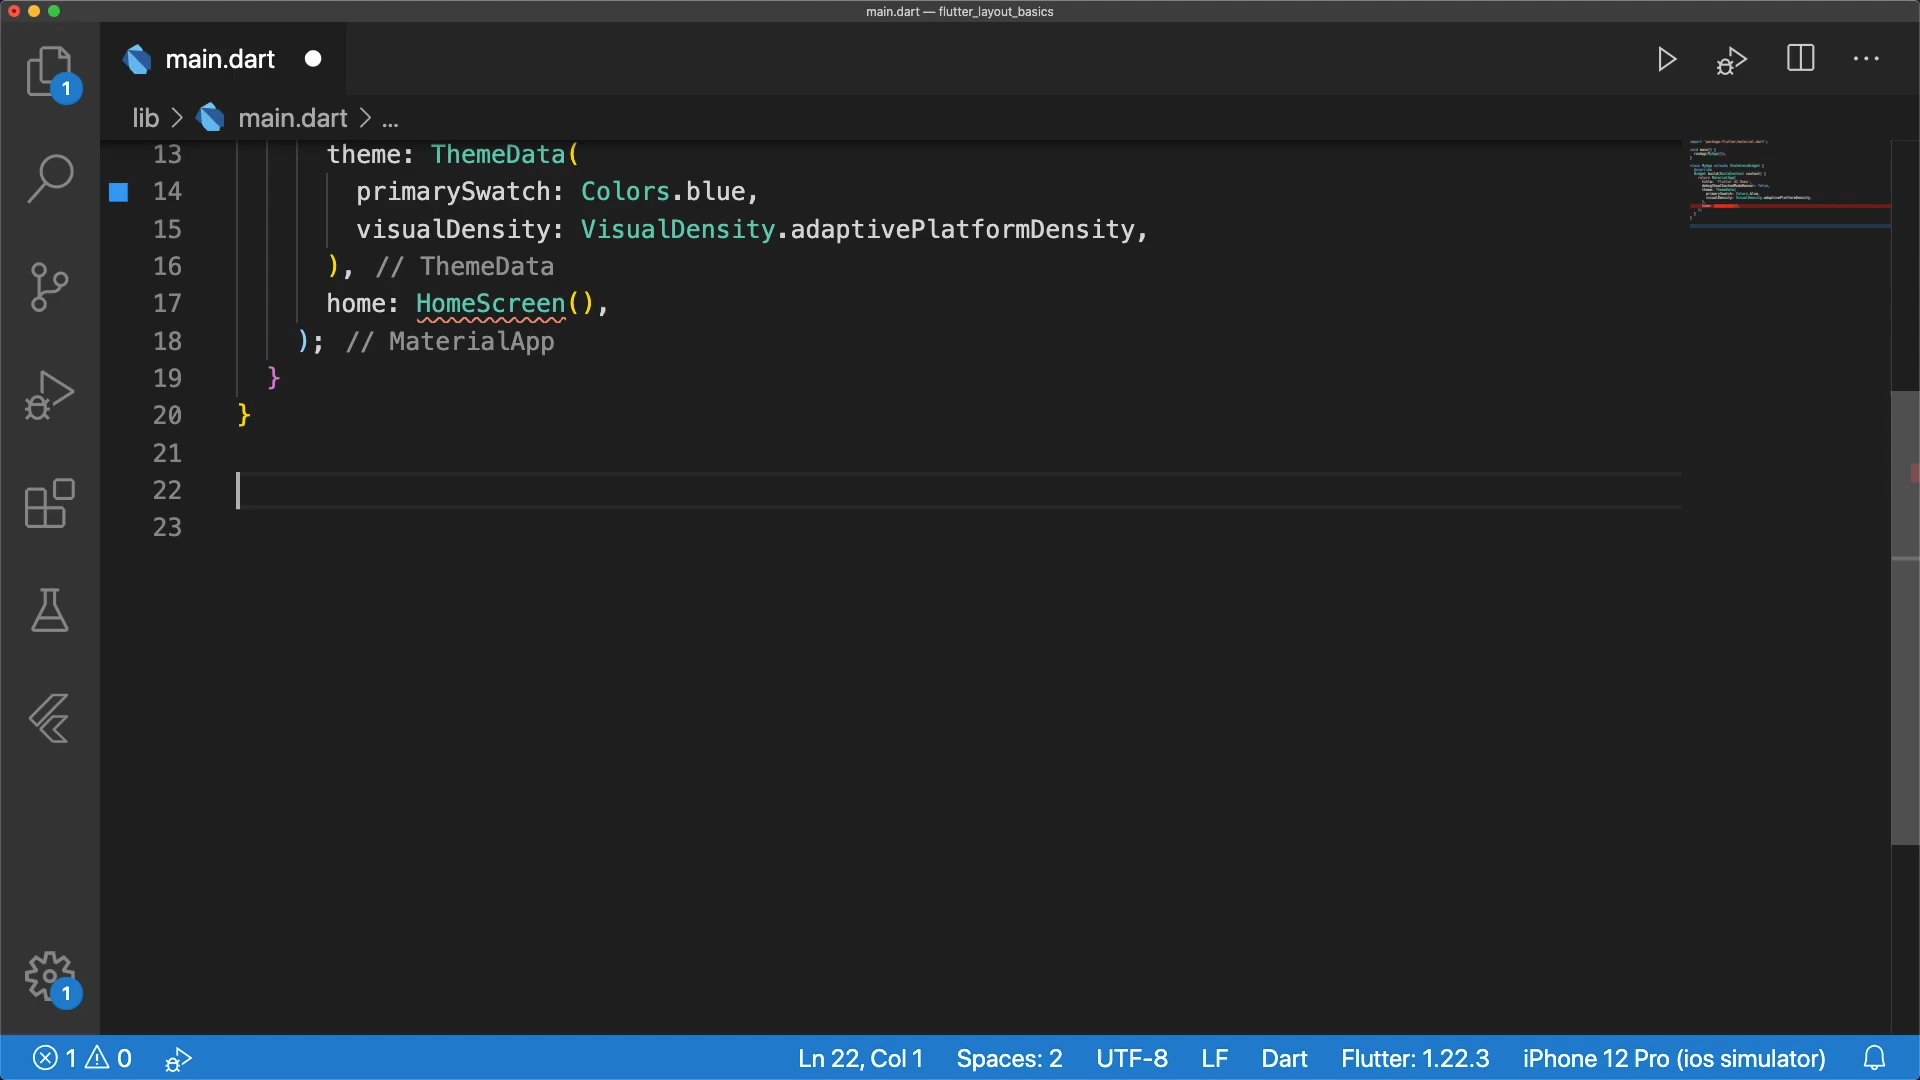 main.dart — flutter_layout_basics
main.dart
1
lib > main.dart > ...
13 theme: ThemeData(
14 primarySwatch: Colors.blue,
15 visualDensity: VisualDensity.adaptivePlatformDensity,
16 ), // ThemeData
17 home: HomeScreen(),
18 ); // MaterialApp
19 }
20 }
21
22
23
1
1 0 Ln 22, Col 1 Spaces: 2 UTF-8 LF Dart Flutter: 1.22.3 iPhone 12 Pro (ios simulator)